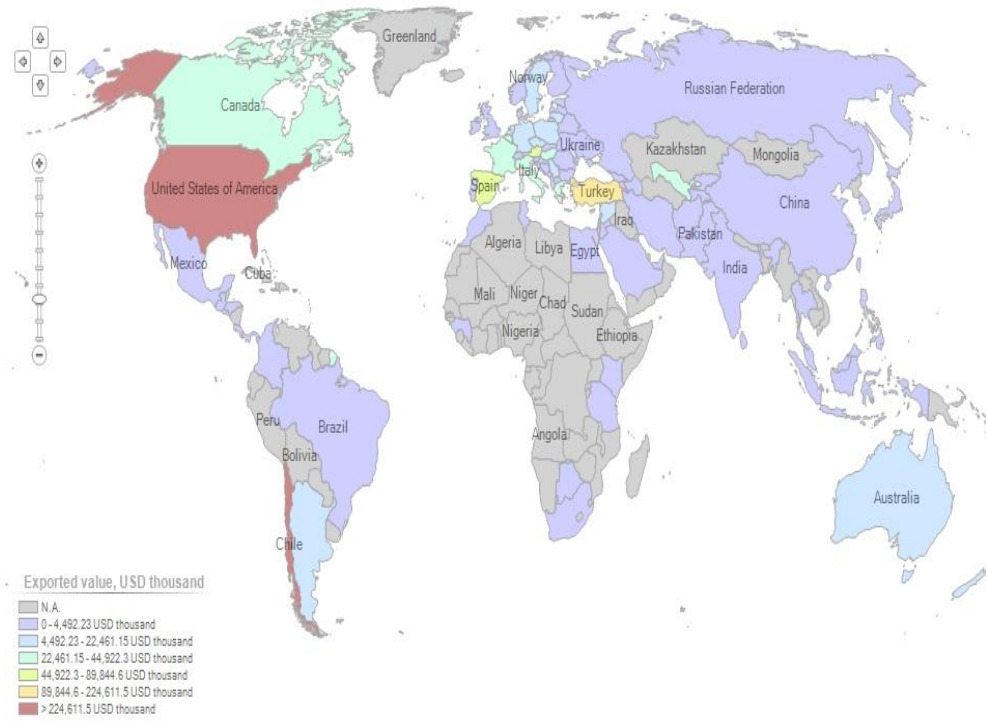 Greenland
Norway
Russian Federation
Canada
Ukraine
Kazakhstan
Mongolia
Italy
United States of America
Spain
Turkey
China
Iraq
Pakistan
Algeria
Libya
Egypt
Mexico
India
Cuba
Mali
Niger
Chad
Sudan
Nigeria
Ethiopia
Peru
Brazil
Angola
Bolivia
Australia
Chile
Exported value, USD thousand
N.A.
0 - 4,492.23 USD thousand
4,492.23 - 22,461.15 USD thousand
22,461.15 - 44,922.3 USD thousand
44,922.3 - 89,844.6 USD thousand
89,844.6 - 224,611.5 USD thousand
> 224,611.5 USD thousand